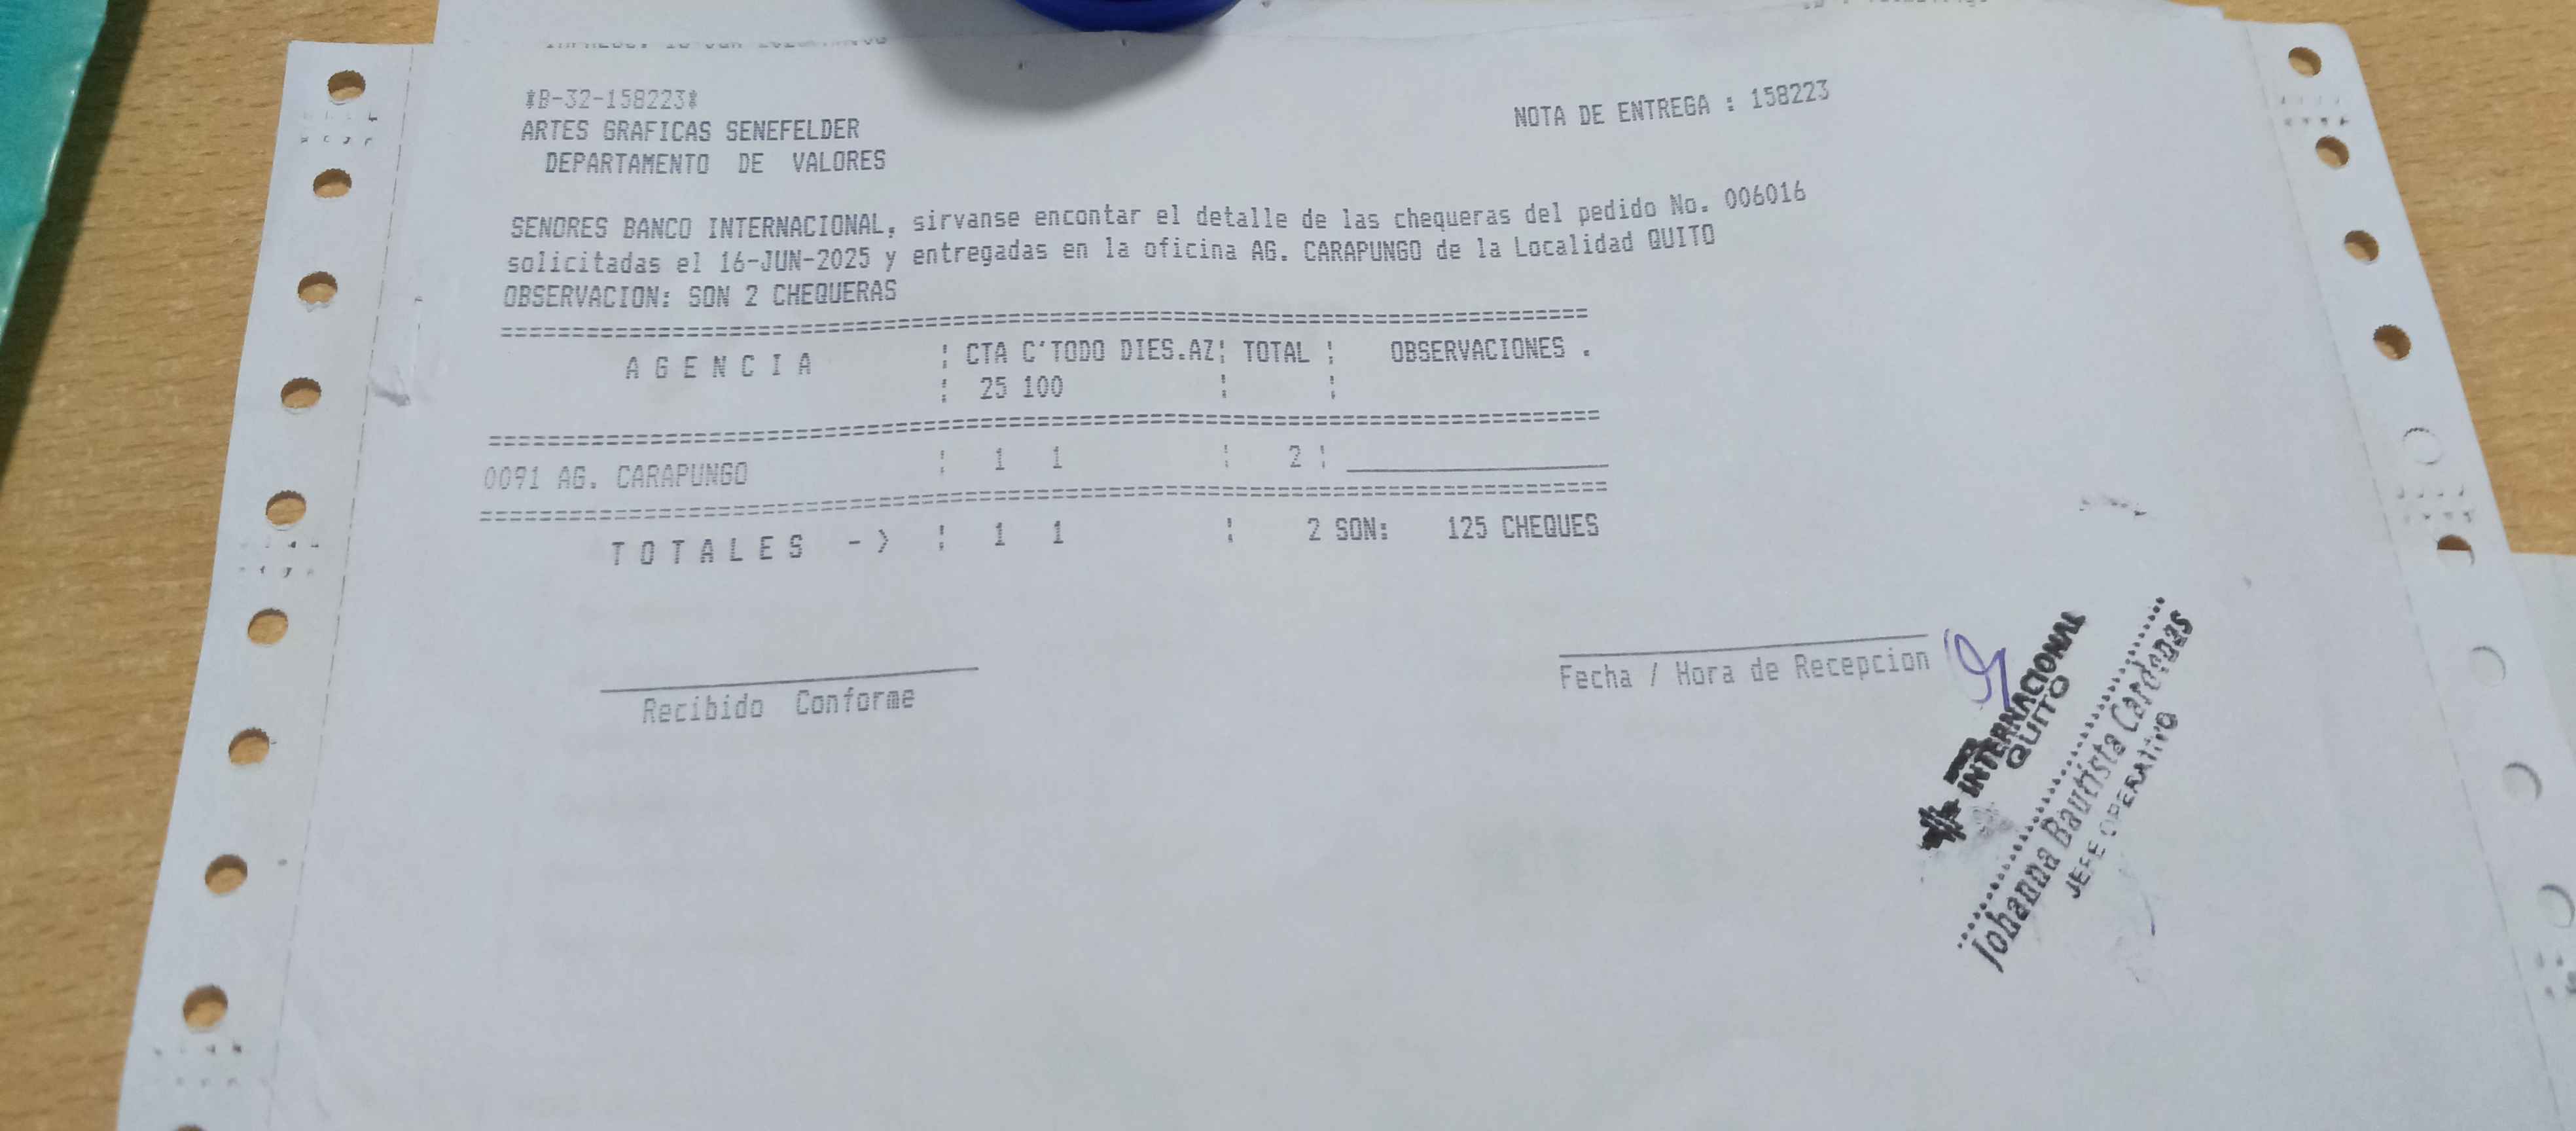 *B-32-158223*
NOTA DE ENTREGA : 158223
ARTES GRAFICAS SENEFELDER
DEPARTAMENTO DE VALORES
SENORES BANCO INTERNACIONAL, sirvanse encontar el detalle de las chequeras del pedido No. 006016
solicitadas el 16-JUN-2025 y entregadas en la oficina AG. CARAPUNGO de la Localidad QUITO
OBSERVACION: SON 2 CHEQUERAS
=====================================================================================
A G E N C I A ¦ CTA C'TODO DIES.AZ¦ TOTAL ¦ OBSERVACIONES .
¦ 25 100 ¦ ¦
=====================================================================================
0091 AG. CARAPUNGO ¦ 1 1 ¦ 2 ¦ ____________________
=====================================================================================
T O T A L E S -> ¦ 1 1 ¦ 2 SON: 125 CHEQUES
Recibido Conforme
Fecha / Hora de Recepcion
INTERNACIONAL
QUITO
Johanna Bautista Cardenas
JEFE OPERATIVO